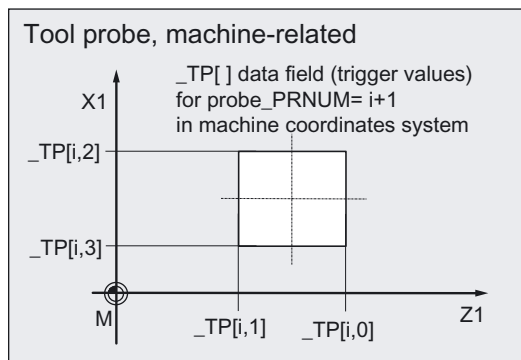 Tool probe, machine-related
_TP[ ] data field (trigger values)
for probe_PRNUM= i+1
in machine coordinates system
X1
_TP[i,2]
_TP[i,3]
M
_TP[i,1]
_TP[i,0]
Z1